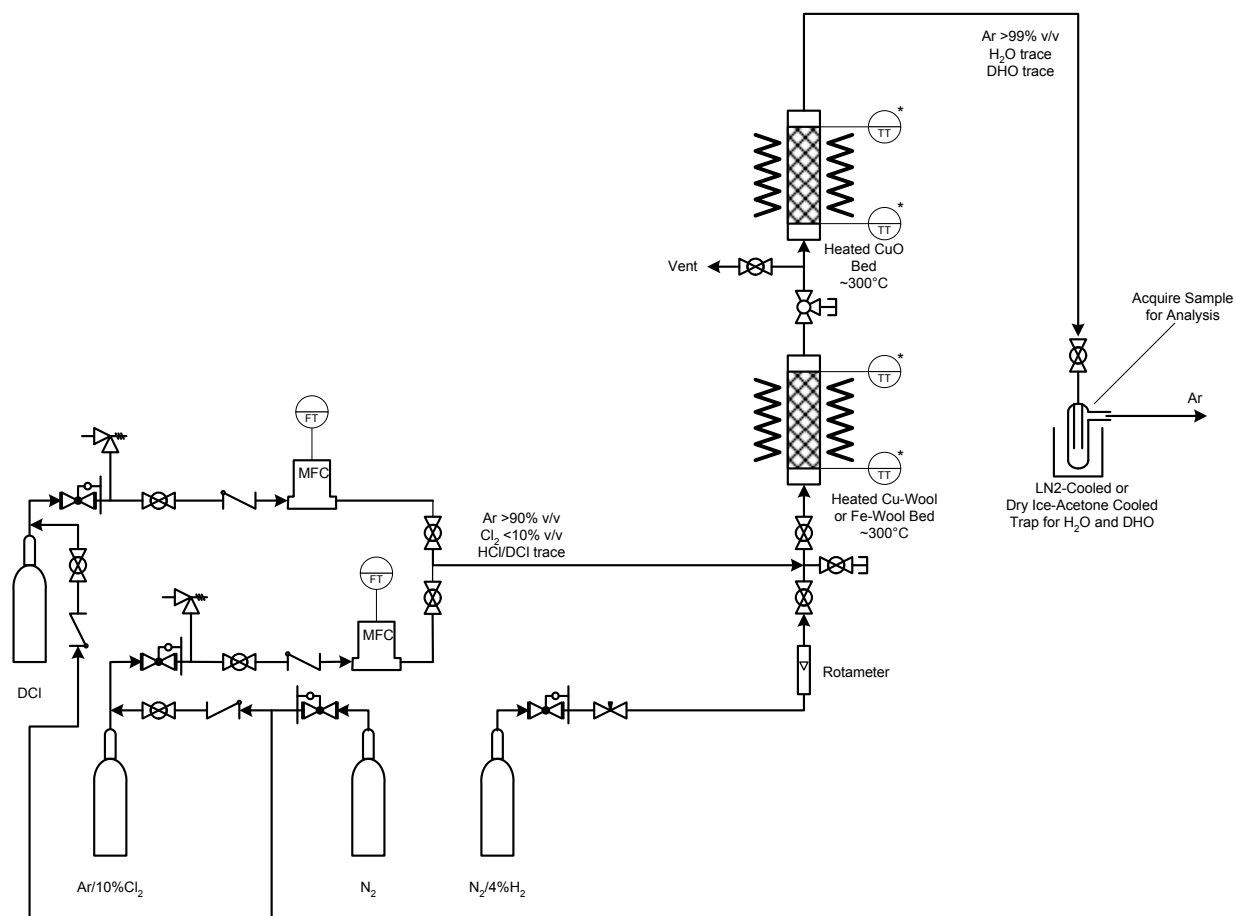 Ar >99% v/v
H₂O trace
DHO trace
*
TT
*
TT
Heated CuO
Bed
~300°C
Vent
Acquire Sample
for Analysis
*
TT
Ar
FT
MFC
*
TT
LN2-Cooled or
Dry Ice-Acetone Cooled
Trap for H₂O and DHO
Heated Cu-Wool
or Fe-Wool Bed
~300°C
Ar >90% v/v
Cl₂ <10% v/v
HCl/DCl trace
FT
MFC
Rotameter
DCl
Ar/10%Cl₂
N₂
N₂/4%H₂